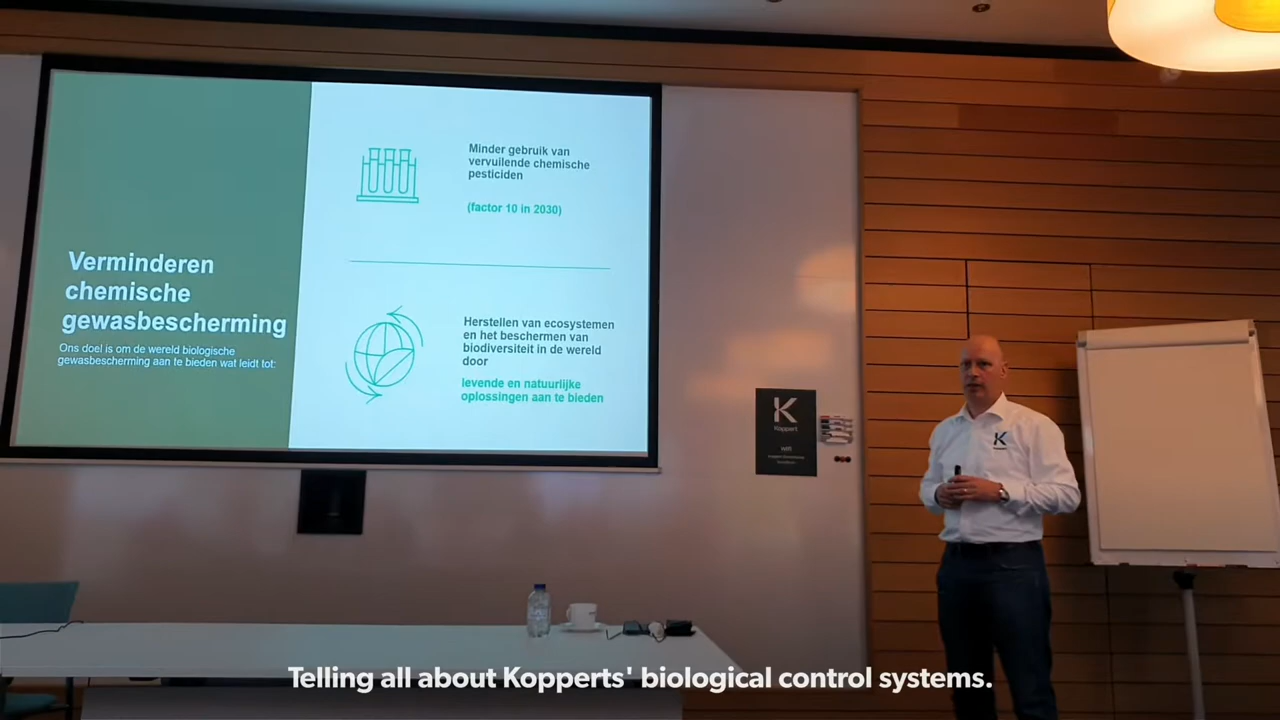 Verminderen
chemische
gewasbescherming
Ons doel is om de wereld biologische
gewasbescherming aan te bieden wat leidt tot:
Minder gebruik van
vervuilende chemische
pesticiden
(factor 10 in 2030)
Herstellen van ecosystemen
en het beschermen van
biodiversiteit in de wereld
door
levende en natuurlijke
oplossingen aan te bieden
K
Koppert
wifi
K
Telling all about Kopperts' biological control systems.